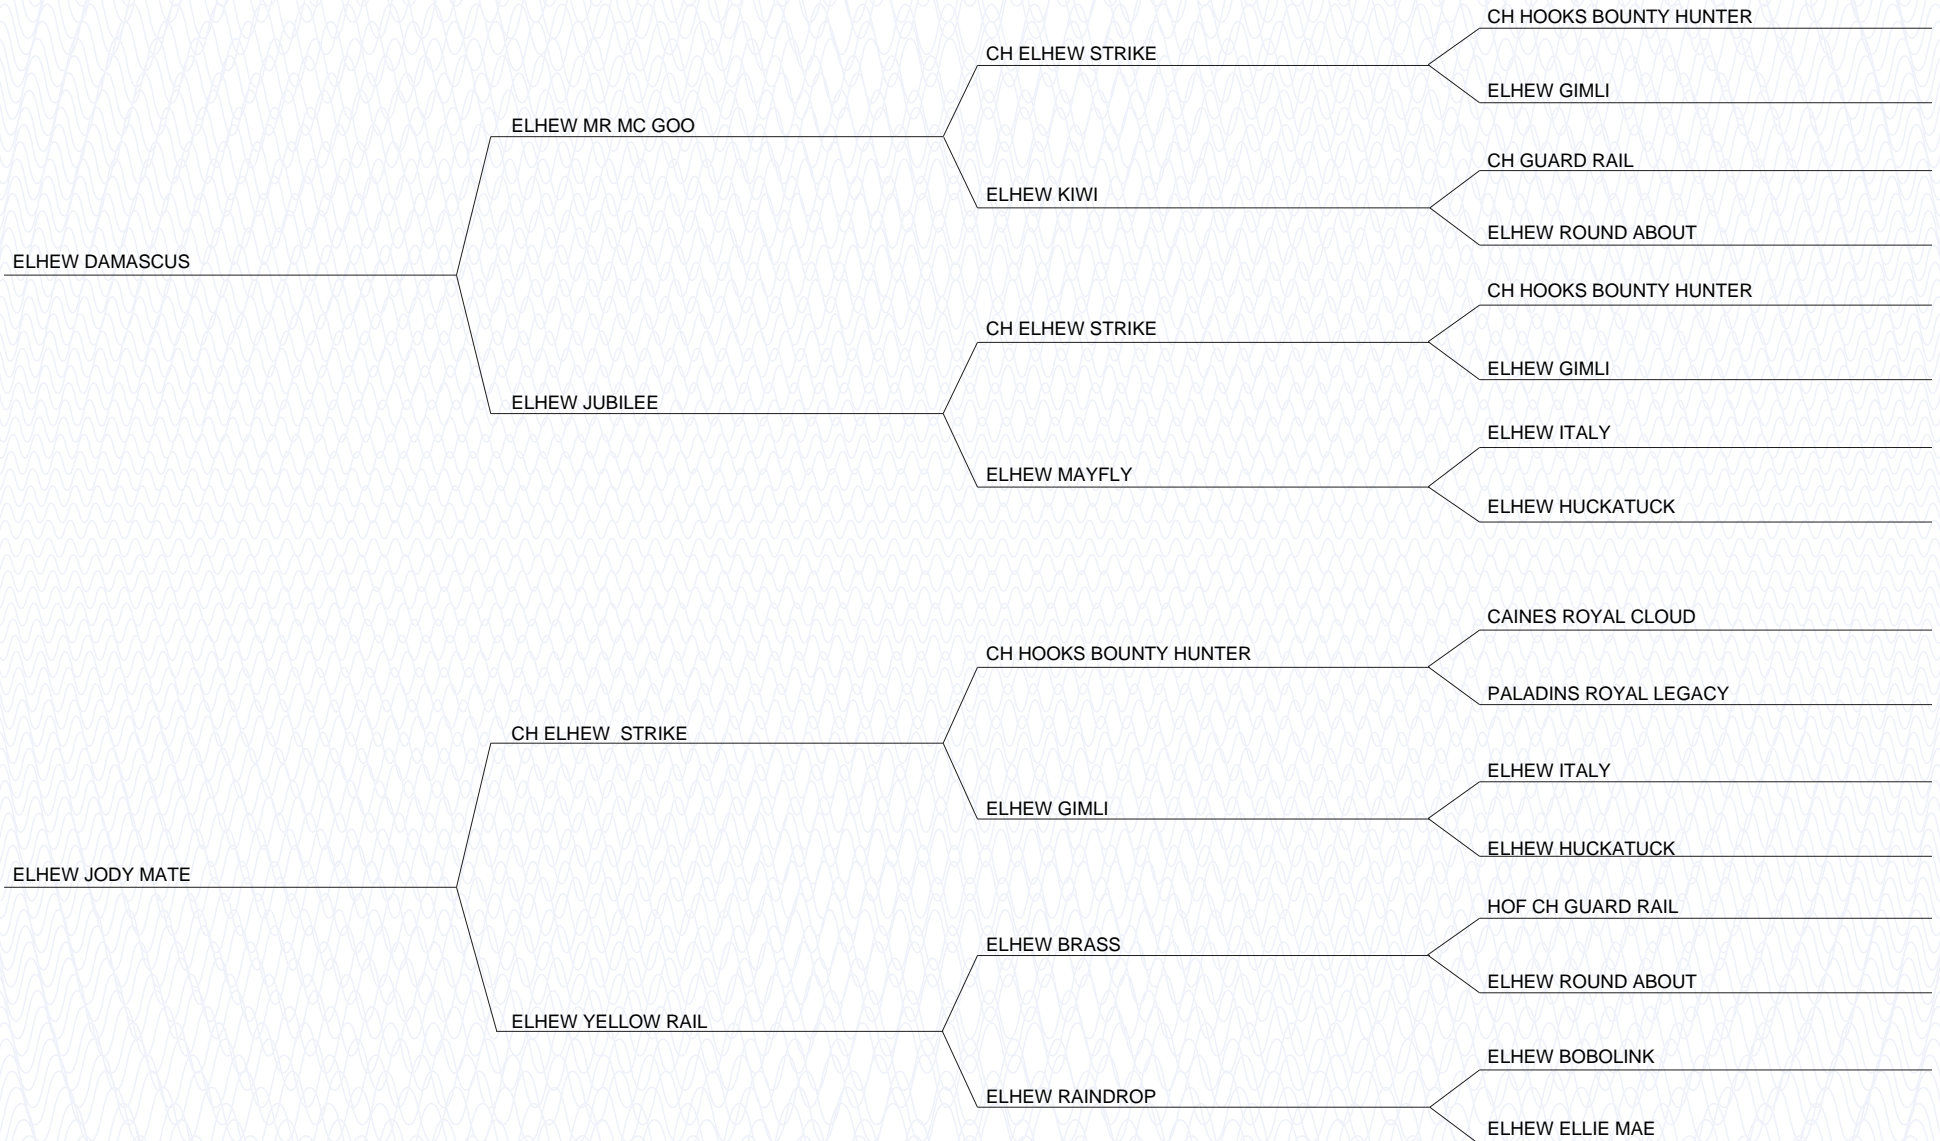 CH HOOKS BOUNTY HUNTER
CH ELHEW STRIKE
ELHEW GIMLI
ELHEW MR MC GOO
CH GUARD RAIL
ELHEW KIWI
ELHEW ROUND ABOUT
ELHEW DAMASCUS
CH HOOKS BOUNTY HUNTER
CH ELHEW STRIKE
ELHEW GIMLI
ELHEW JUBILEE
ELHEW ITALY
ELHEW MAYFLY
ELHEW HUCKATUCK
CAINES ROYAL CLOUD
CH HOOKS BOUNTY HUNTER
PALADINS ROYAL LEGACY
CH ELHEW  STRIKE
ELHEW ITALY
ELHEW GIMLI
ELHEW HUCKATUCK
ELHEW JODY MATE
HOF CH GUARD RAIL
ELHEW BRASS
ELHEW ROUND ABOUT
ELHEW YELLOW RAIL
ELHEW BOBOLINK
ELHEW RAINDROP
ELHEW ELLIE MAE